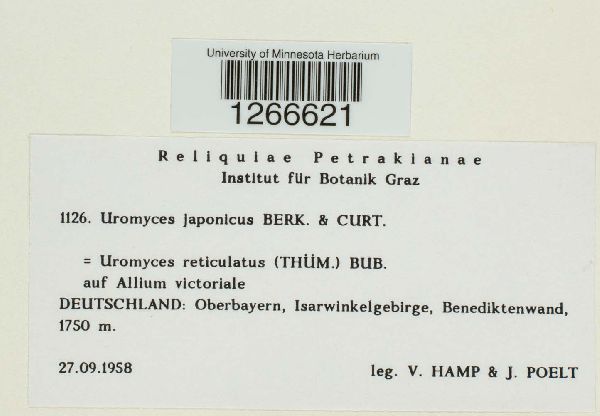 University of Minnesota Herbarium
1266621
Reliquiae Petrakianae
Institut für Botanik Graz
1126. Uromyces japonicus BERK. & CURT.
= Uromyces reticulatus (THÜM.) BUB.
auf Allium victoriale
DEUTSCHLAND: Oberbayern, Isarwinkelgebirge, Benediktenwand,
1750 m.
27.09.1958 leg. V. HAMP & J. POELT